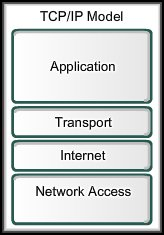 TCP/IP Model
Application
Transport
Internet
Network Access